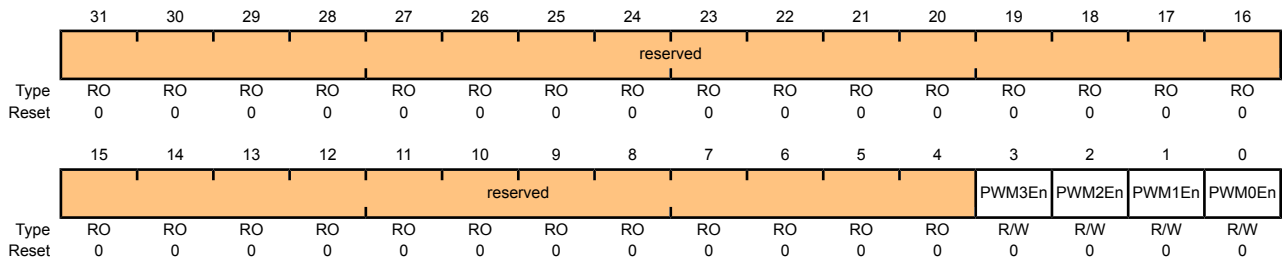 31 30 29 28 27 26 25 24 23 22 21 20 19 18 17 16
reserved
Type RO RO RO RO RO RO RO RO RO RO RO RO RO RO RO RO
Reset 0 0 0 0 0 0 0 0 0 0 0 0 0 0 0 0
15 14 13 12 11 10 9 8 7 6 5 4 3 2 1 0
reserved PWM3En PWM2En PWM1En PWM0En
Type RO RO RO RO RO RO RO RO RO RO RO RO R/W R/W R/W R/W
Reset 0 0 0 0 0 0 0 0 0 0 0 0 0 0 0 0